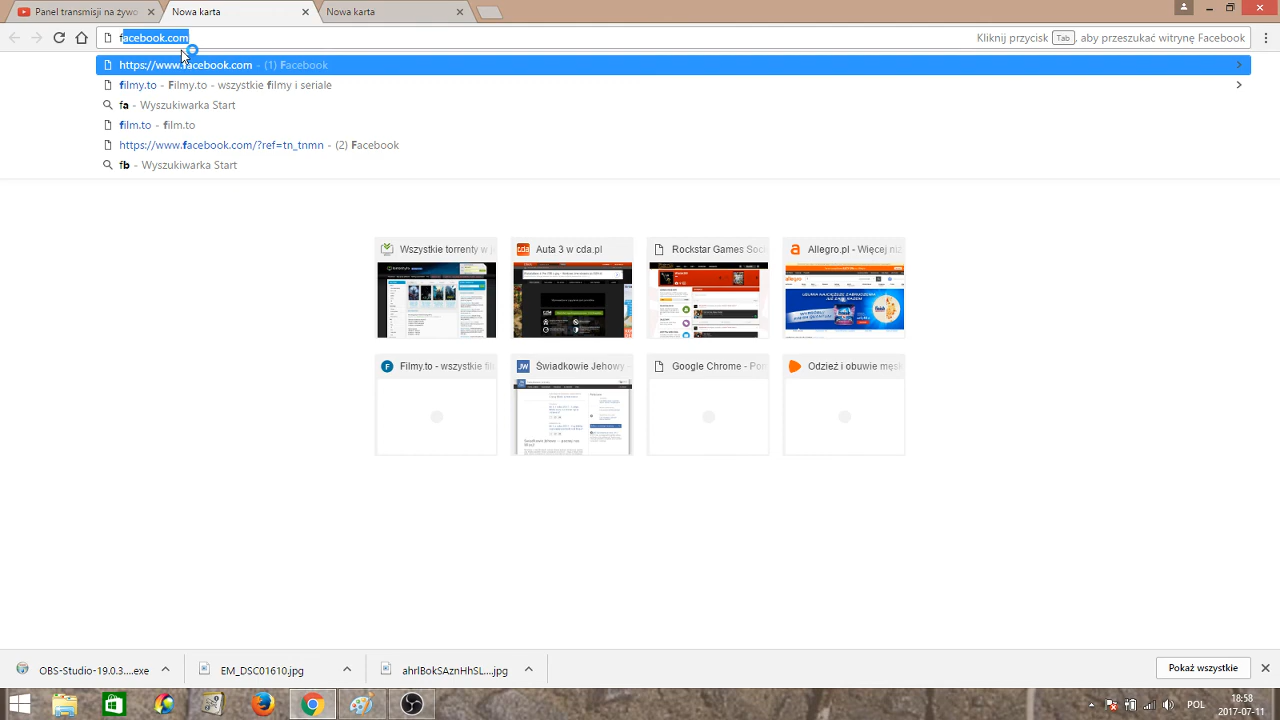 Panel transmisji na żywo
Nowa karta
Nowa karta
facebook.com
Kliknij przycisk Tab , aby przeszukać witrynę Facebook
https://www.facebook.com - (1) Facebook
filmy.to - Filmy.to - wszystkie filmy i seriale
fa - Wyszukiwarka Start
film.to - film.to
https://www.facebook.com/?ref=tn_tnmn - (2) Facebook
fb - Wyszukiwarka Start
Wszystkie torrenty w j
Auta 3 w cda.pl
Rockstar Games Soc
Allegro.pl - Więcej niż
Filmy.to - wszystkie fil
Świadkowie Jehowy -
Google Chrome - Por
Odzież i obuwie męsk
OBS-Studio-19.0.3....exe
EM_DSC01610.jpg
ahrlBokSAznHhSL....jpg
Pokaż wszystkie
POL
18:58
2017-07-11